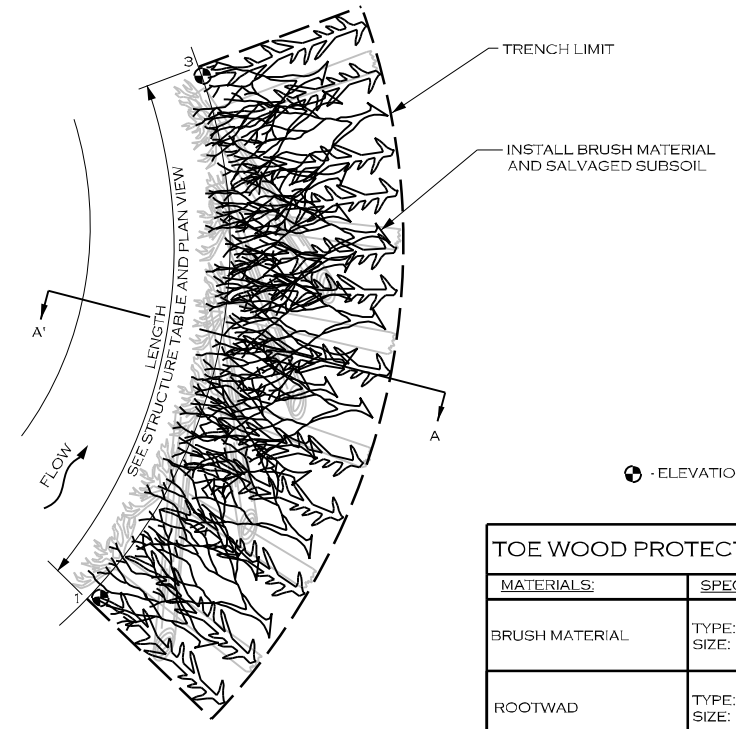 3
TRENCH LIMIT
INSTALL BRUSH MATERIAL
AND SALVAGED SUBSOIL
LENGTH
SEE STRUCTURE TABLE AND PLAN VIEW
A'
A
FLOW
1
- ELEVATIO
TOE WOOD PROTECT
MATERIALS:
SPEC
BRUSH MATERIAL
TYPE:
SIZE:
ROOTWAD
TYPE:
SIZE: